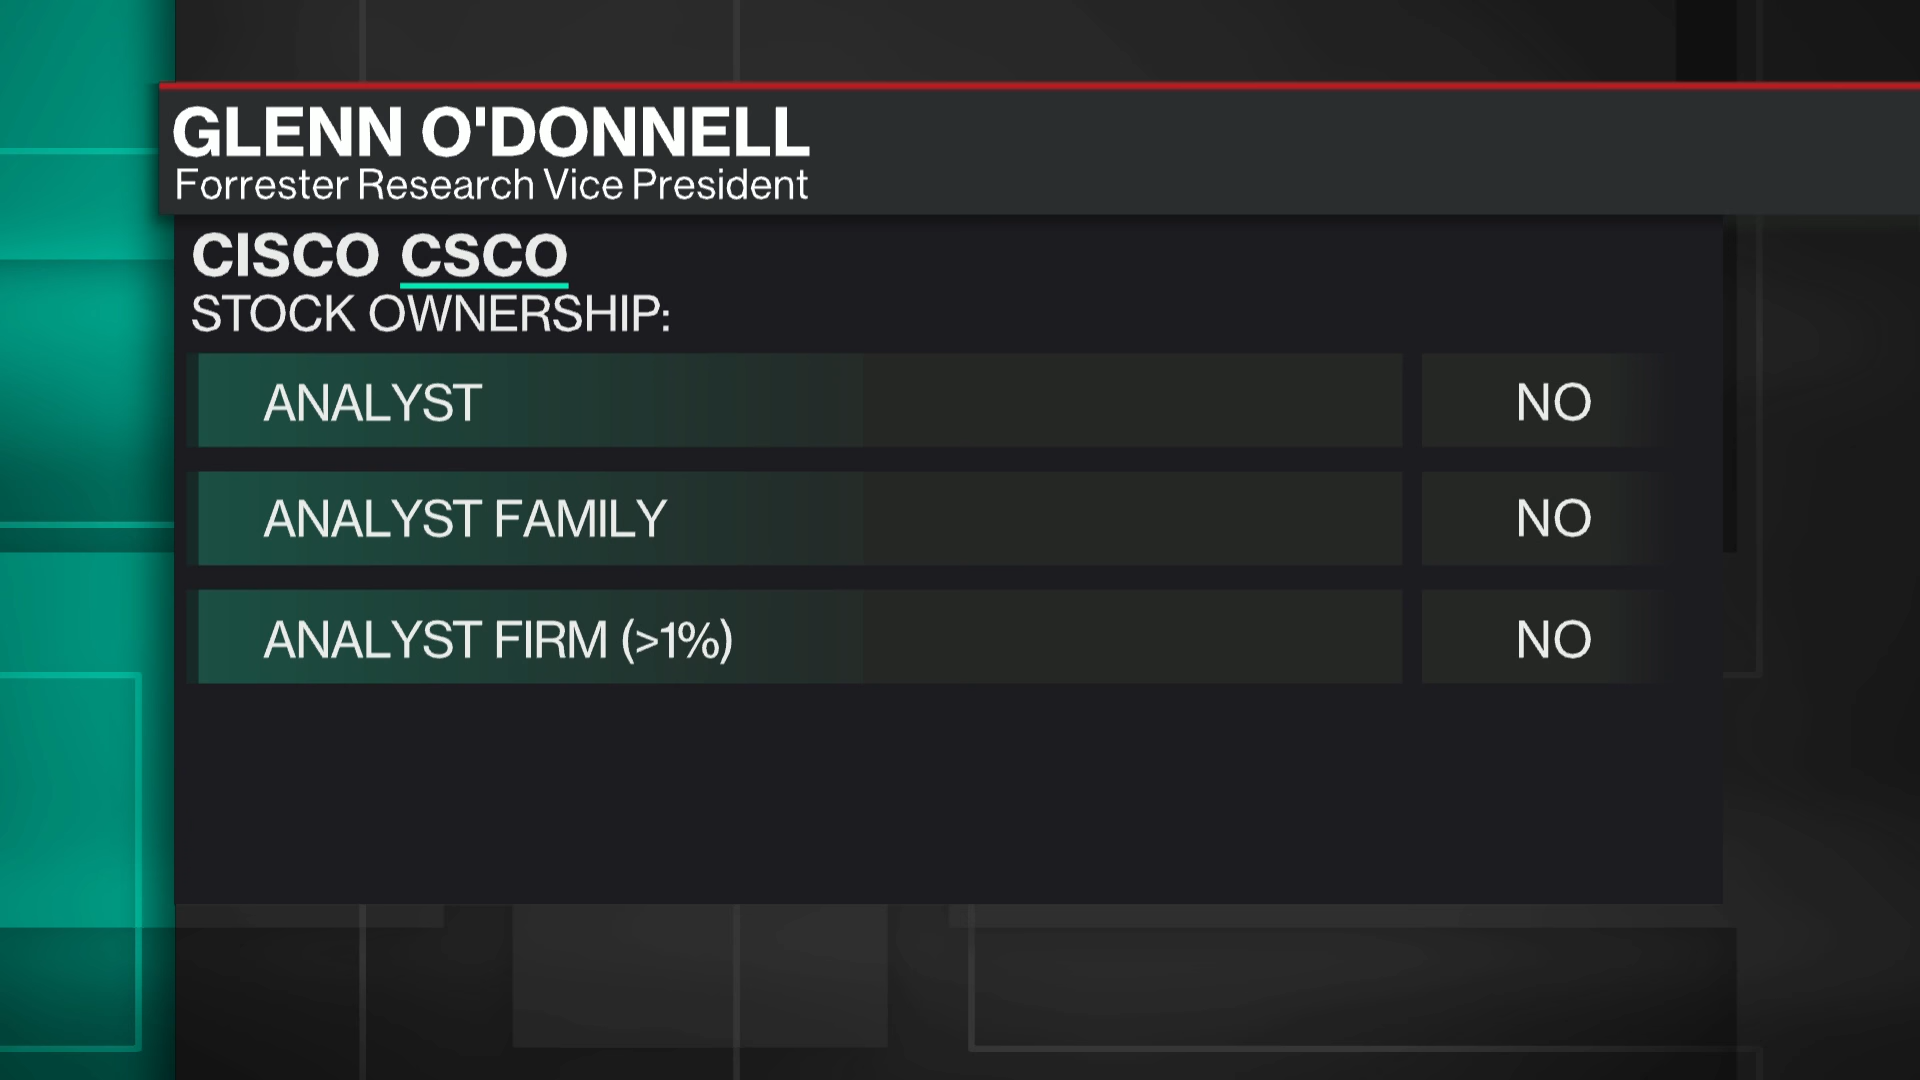 GLENN O'DONNELL
Forrester Research Vice President
CISCO CSCO
STOCK OWNERSHIP:
ANALYST NO
ANALYST FAMILY NO
ANALYST FIRM (>1%) NO